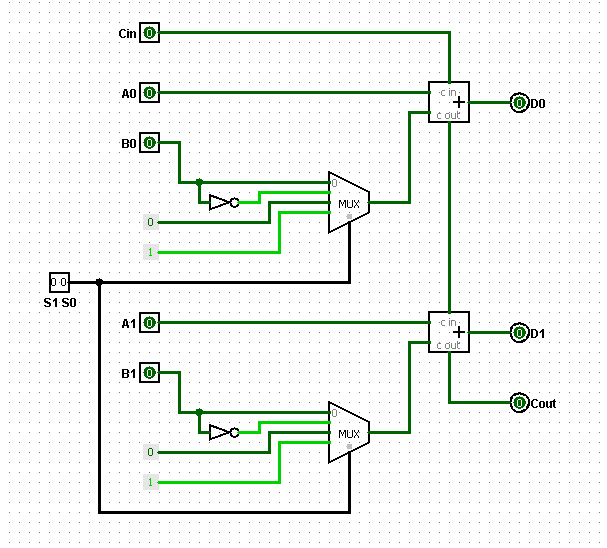 Cin 0
A0 0
c in
+
D0
0
c out
B0 0
0
MUX
0
1
0 0
S1 S0
A1 0
c in
+
0 D1
c out
B1 0
0 Cout
0
MUX
0
1